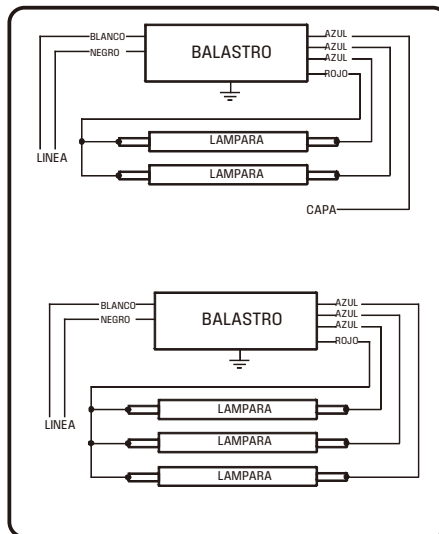 BLANCO
NEGRO
BALASTRO
AZUL
AZUL
AZUL
ROJO
LAMPARA
LAMPARA
LINEA
CAPA
BLANCO
NEGRO
BALASTRO
AZUL
AZUL
AZUL
ROJO
LAMPARA
LAMPARA
LAMPARA
LINEA